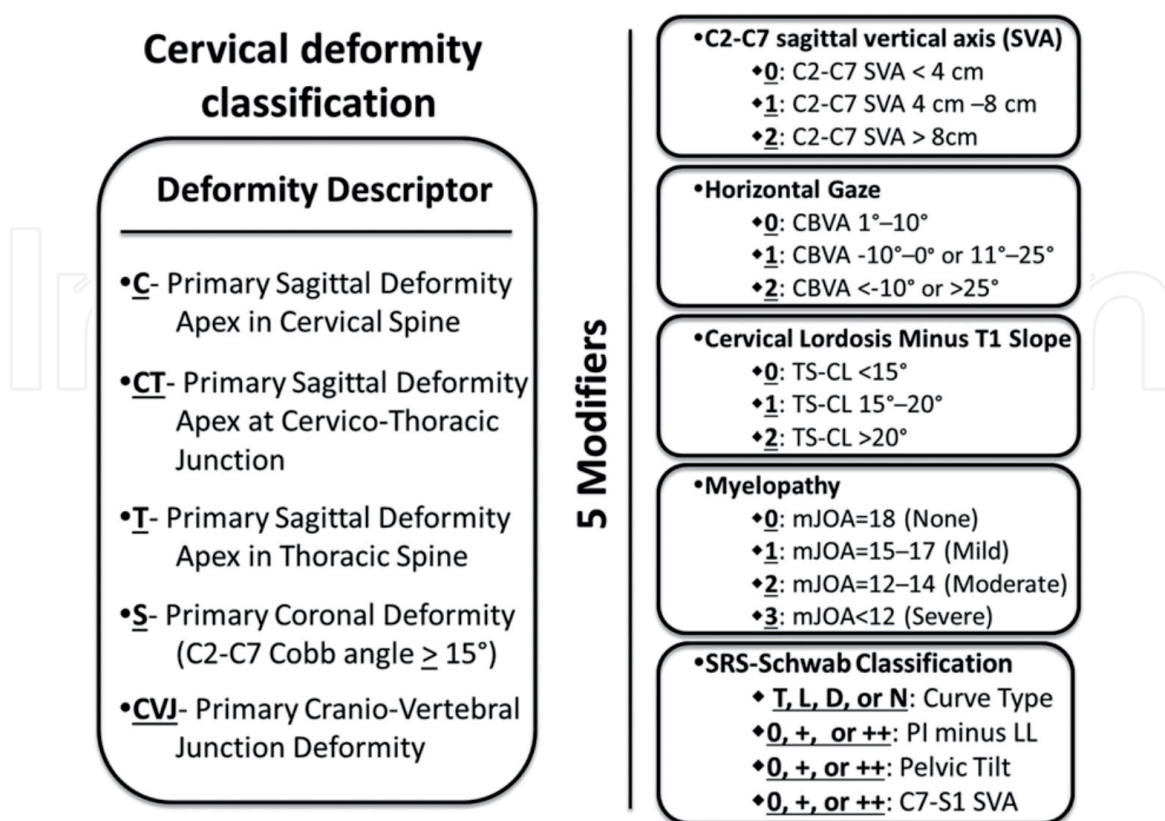 Cervical deformity
classification
Deformity Descriptor
•C- Primary Sagittal Deformity
Apex in Cervical Spine
•CT- Primary Sagittal Deformity
Apex at Cervico-Thoracic
Junction
•T- Primary Sagittal Deformity
Apex in Thoracic Spine
•S- Primary Coronal Deformity
(C2-C7 Cobb angle ≥ 15°)
•CVJ- Primary Cranio-Vertebral
Junction Deformity
5 Modifiers
•C2-C7 sagittal vertical axis (SVA)
◆0: C2-C7 SVA < 4 cm
◆1: C2-C7 SVA 4 cm –8 cm
◆2: C2-C7 SVA > 8cm
•Horizontal Gaze
◆0: CBVA 1°–10°
◆1: CBVA -10°–0° or 11°–25°
◆2: CBVA <-10° or >25°
•Cervical Lordosis Minus T1 Slope
◆0: TS-CL <15°
◆1: TS-CL 15°–20°
◆2: TS-CL >20°
•Myelopathy
◆0: mJOA=18 (None)
◆1: mJOA=15–17 (Mild)
◆2: mJOA=12–14 (Moderate)
◆3: mJOA<12 (Severe)
•SRS-Schwab Classification
◆ T, L, D, or N: Curve Type
◆0, +, or ++: PI minus LL
◆0, +, or ++: Pelvic Tilt
◆0, +, or ++: C7-S1 SVA